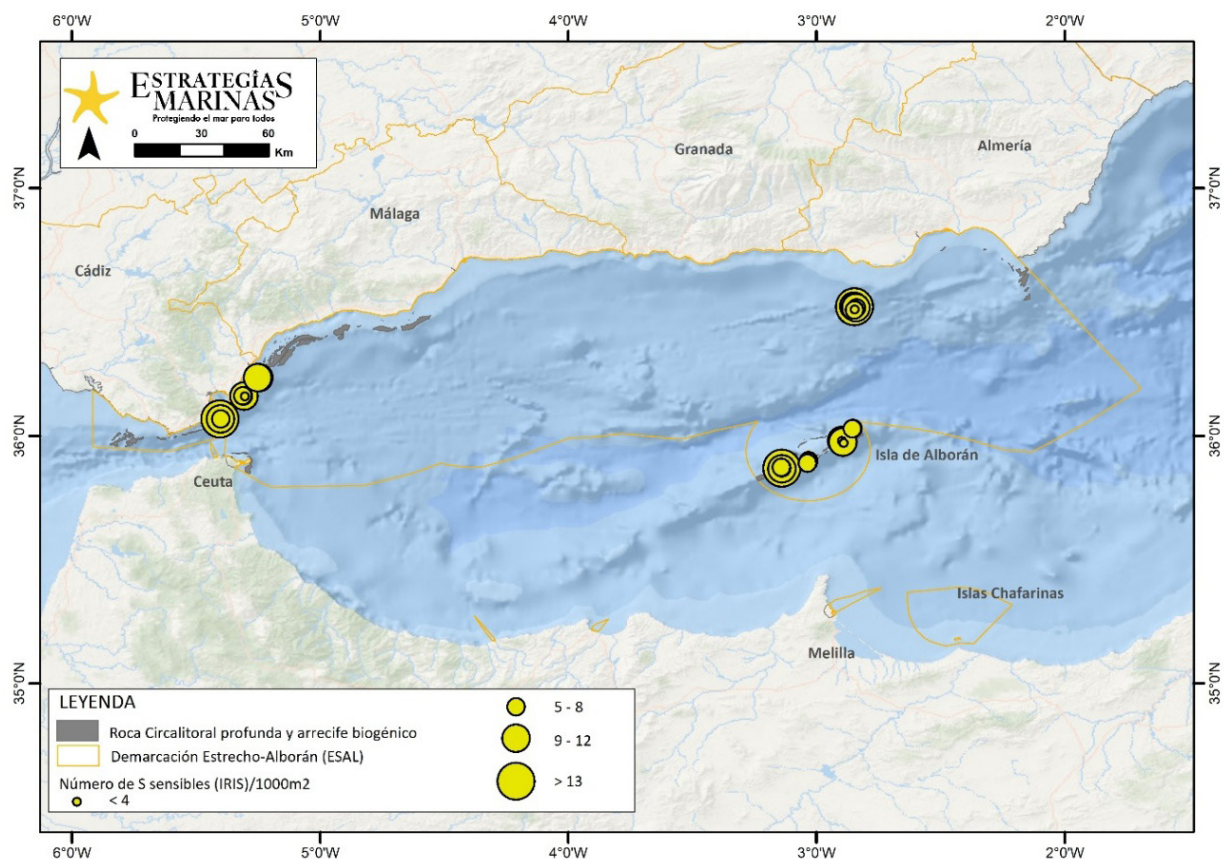 6°0'W 5°0'W 4°0'W 3°0'W 2°0'W
ESTRATEGIAS
MARINAS
Protegiendo el mar para todos
0 30 60
Km
Granada
Almería
37°0'N
37°0'N
Málaga
Cádiz
36°0'N
36°0'N
Isla de Alborán
Ceuta
Islas Chafarinas
Melilla
35°0'N
35°0'N
LEYENDA
Roca Circalitoral profunda y arrecife biogénico
Demarcación Estrecho-Alborán (ESAL)
Número de S sensibles (IRIS)/1000m2
< 4
5 - 8
9 - 12
> 13
6°0'W 5°0'W 4°0'W 3°0'W 2°0'W